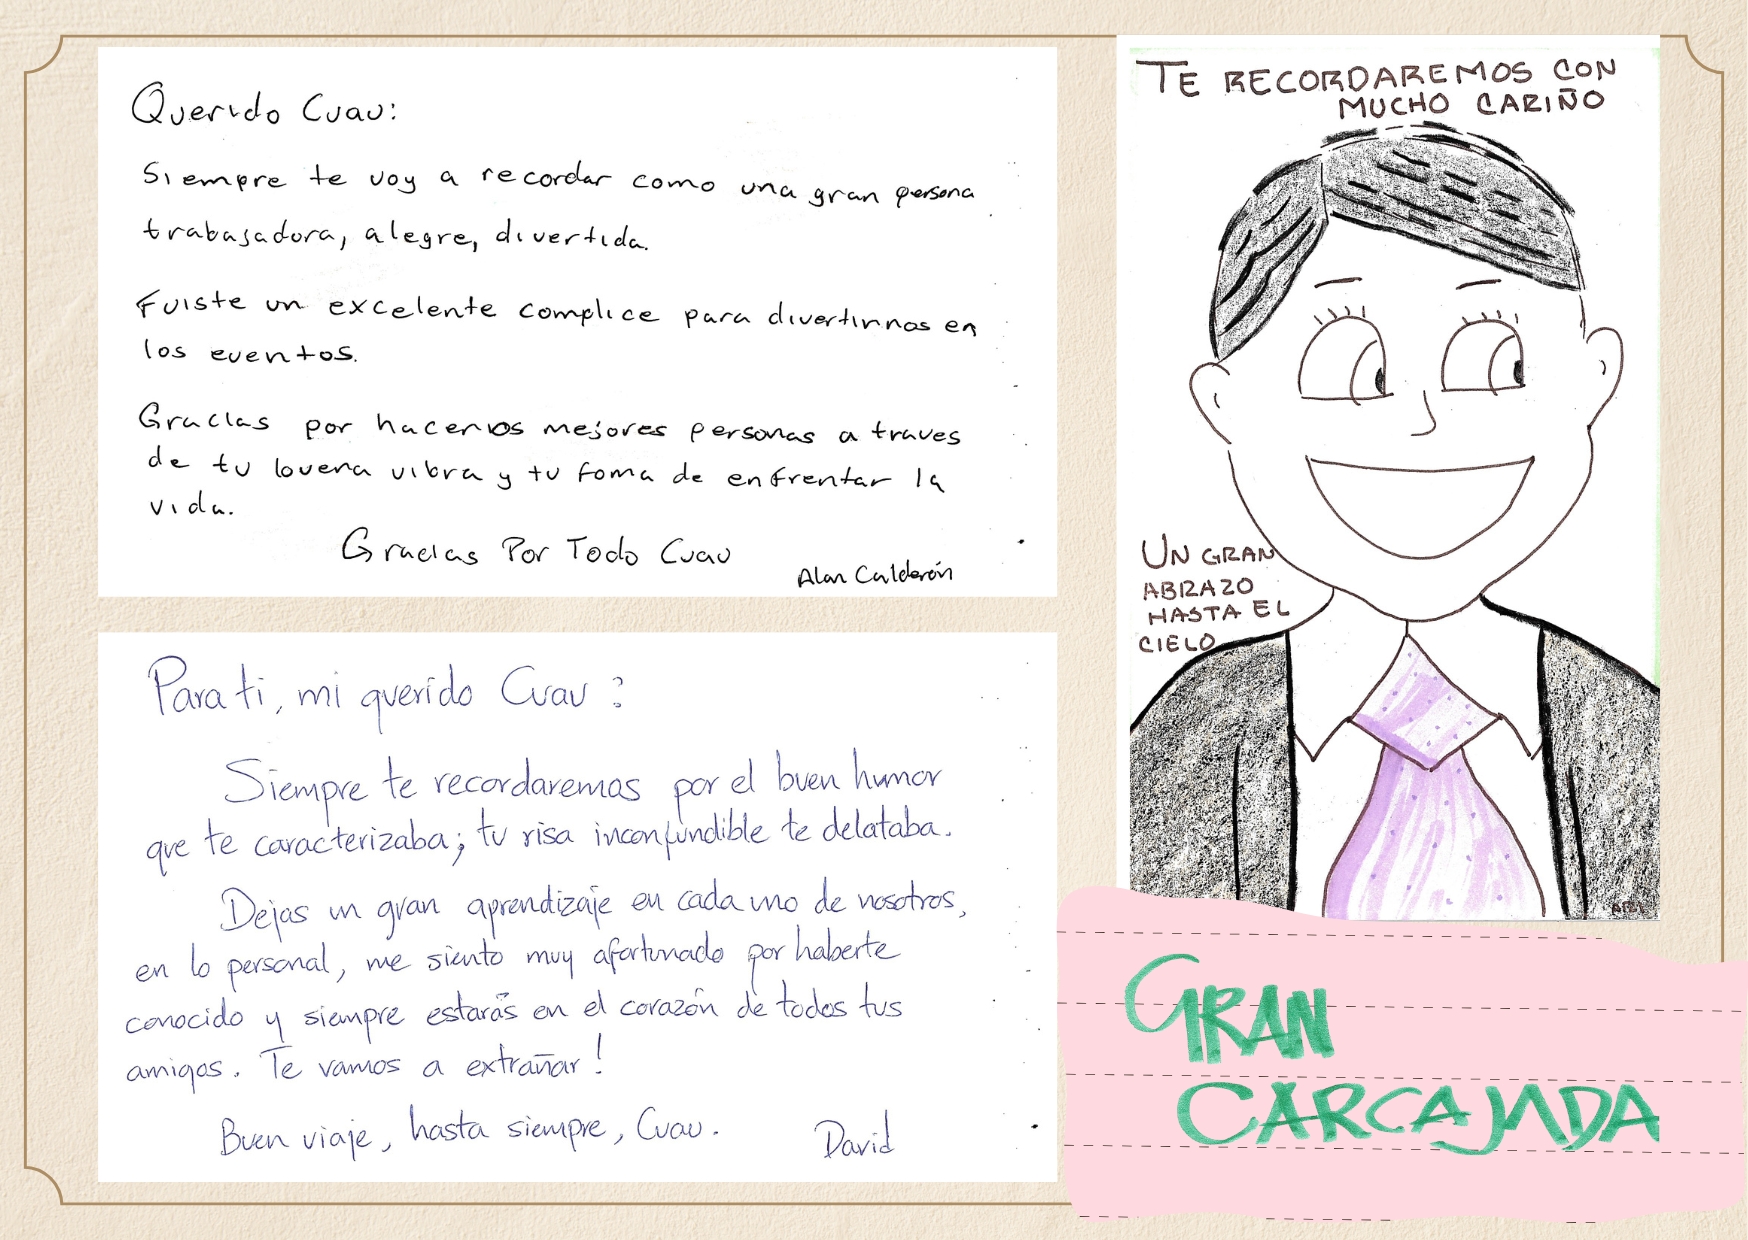 Querido Cuau:
Siempre te voy a recordar como una gran persona
trabajadora, alegre, divertida.
Fuiste un excelente complice para divertirnos en
los eventos.
Gracias por hacernos mejores personas a traves
de tu buena vibra y tu foma de enfrentar la
vida.
Gracias Por Todo Cuau
Alan Calderón
Para ti, mi querido Cuau:
Siempre te recordaremos por el buen humor
que te caracterizaba; tu risa inconfundible te delataba.
Dejas un gran aprendizaje en cada uno de nosotros,
en lo personal, me siento muy afortunado por haberte
conocido y siempre estarás en el corazón de todos tus
amigos. Te vamos a extrañar!
Buen viaje, hasta siempre, Cuau.
David
TE RECORDAREMOS CON
MUCHO CARIÑO
UN GRAN
ABRAZO
HASTA EL
CIELO
GRAN
CARCAJADA